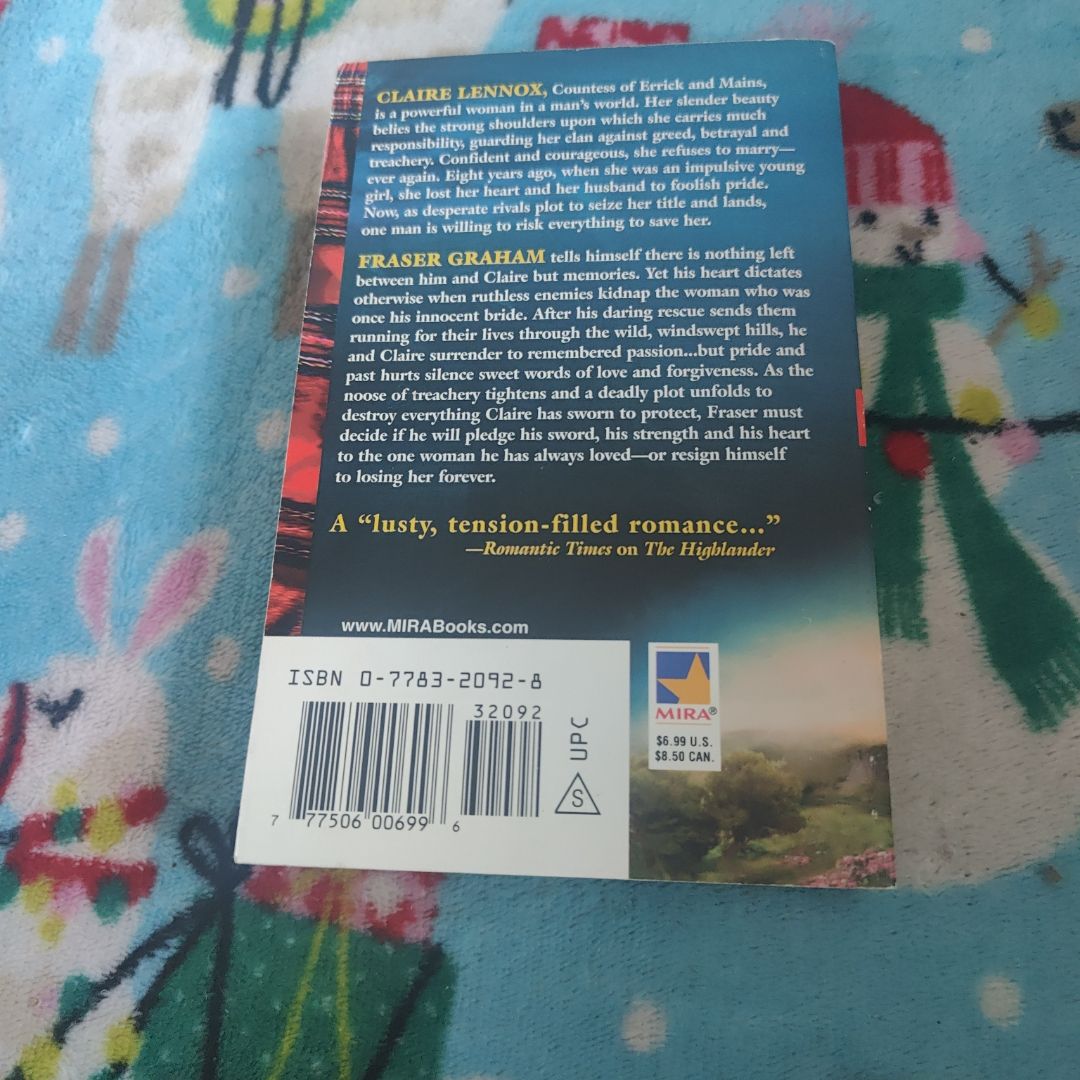 CLAIRE LENNOX, Countess of Errick and Mains,
is a powerful woman in a man's world. Her slender beauty
belies the strong shoulders upon which she carries much
responsibility, guarding her clan against greed, betrayal and
treachery. Confident and courageous, she refuses to marry—
ever again. Eight years ago, when she was an impulsive young
girl, she lost her heart and her husband to foolish pride.
Now, as desperate rivals plot to seize her title and lands,
one man is willing to risk everything to save her.
FRASER GRAHAM tells himself there is nothing left
between him and Claire but memories. Yet his heart dictates
otherwise when ruthless enemies kidnap the woman who was
once his innocent bride. After his daring rescue sends them
running for their lives through the wild, windswept hills, he
and Claire surrender to remembered passion...but pride and
past hurts silence sweet words of love and forgiveness. As the
noose of treachery tightens and a deadly plot unfolds to
destroy everything Claire has sworn to protect, Fraser must
decide if he will pledge his sword, his strength and his heart
to the one woman he has always loved—or resign himself
to losing her forever.
A “lusty, tension-filled romance...”
—Romantic Times on The Highlander
www.MIRABooks.com
ISBN 0-7783-2092-8
32092
7 77506 00699 6
UPC
S
MIRA®
$6.99 U.S.
$8.50 CAN.